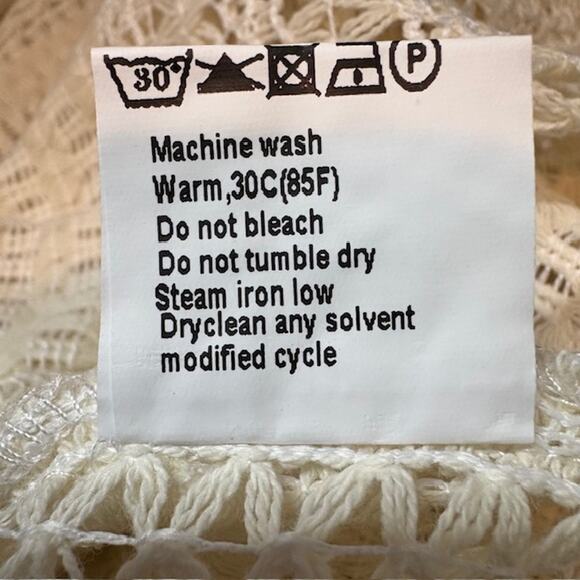 30° P
Machine wash
Warm,30C(85F)
Do not bleach
Do not tumble dry
Steam iron low
Dryclean any solvent
modified cycle